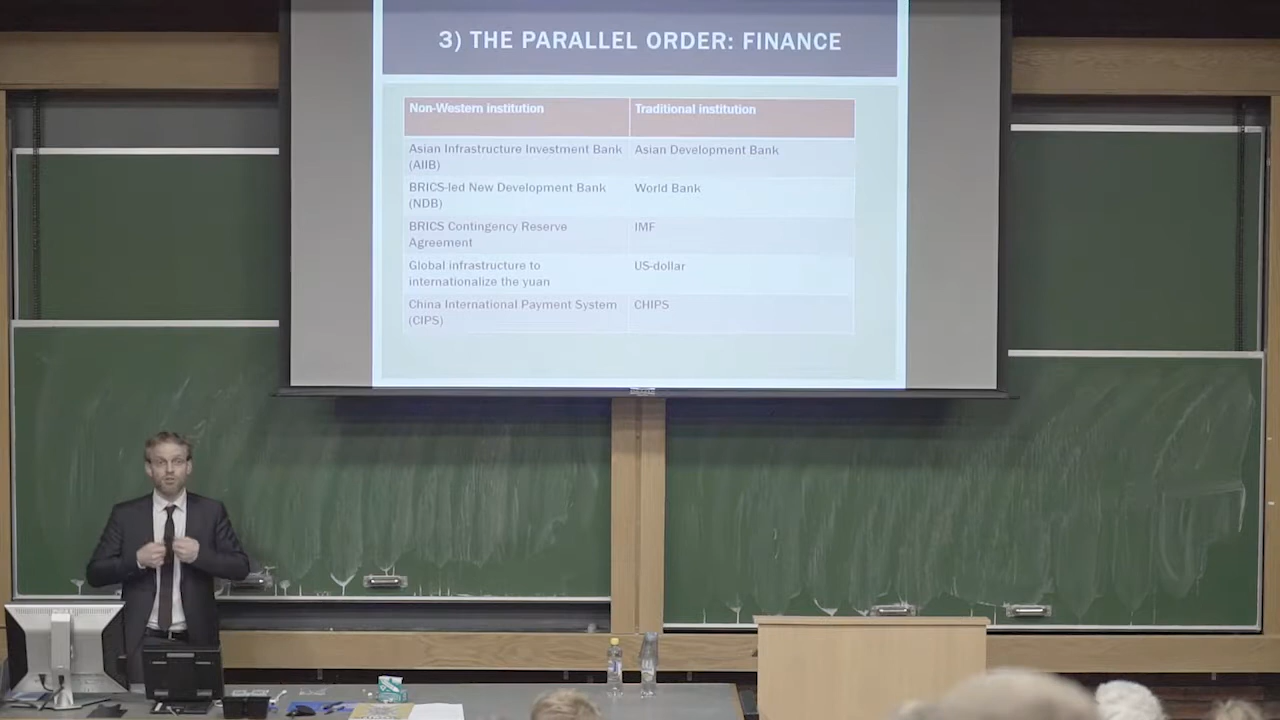 3) THE PARALLEL ORDER: FINANCE
Non-Western institution
Traditional institution
Asian Infrastructure Investment Bank
(AIIB)
Asian Development Bank
BRICS-led New Development Bank
(NDB)
World Bank
BRICS Contingency Reserve
Agreement
IMF
Global infrastructure to
internationalize the yuan
US-dollar
China International Payment System
(CIPS)
CHIPS